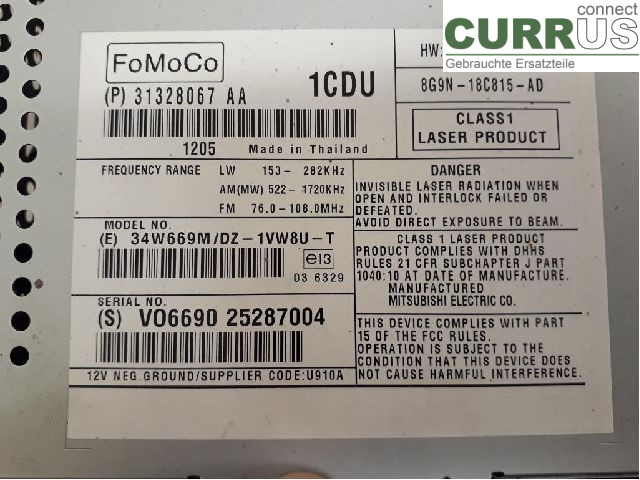 connect
CURRUS
Gebrauchte Ersatzteile
FoMoCo
1CDU
HW:
(P) 31328067 AA
8G9N-18C815-AD
1205 Made in Thailand
CLASS1
LASER PRODUCT
FREQUENCY RANGE LW 153- 282KHz
AM(MW) 522-1720KHz
FM 76.0-108.0MHz
DANGER
INVISIBLE LASER RADIATION WHEN
OPEN AND INTERLOCK FAILED OR
DEFEATED.
AVOID DIRECT EXPOSURE TO BEAM.
MODEL NO.
(E) 34W669M/DZ-1VW8U-T
e13
03 6329
CLASS 1 LASER PRODUCT
PRODUCT COMPLIES WITH DHHS
RULES 21 CFR SUBCHAPTER J PART
1040:10 AT DATE OF MANUFACTURE.
MANUFACTURED
MITSUBISHI ELECTRIC CO.
SERIAL NO.
(S) VO6690 25287004
THIS DEVICE COMPLIES WITH PART
15 OF THE FCC RULES.
OPERATION IS SUBJECT TO THE
CONDITION THAT THIS DEVICE DOES
NOT CAUSE HARMFUL INTERFERENCE.
12V NEG.GROUND/SUPPLIER CODE:U910A